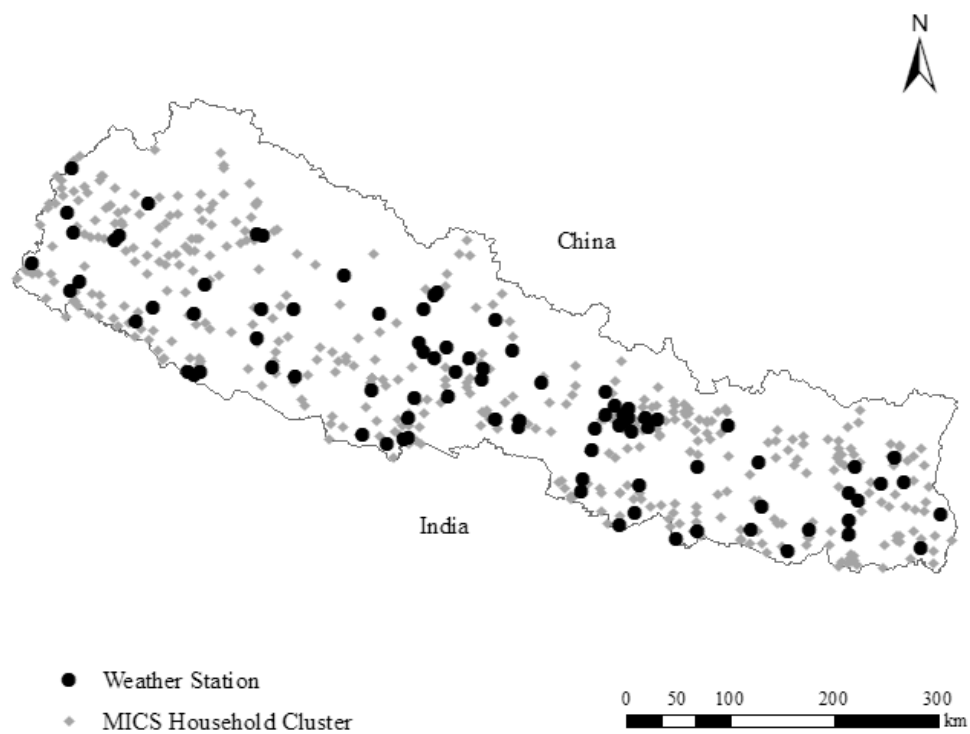 N
China
India
Weather Station
MICS Household Cluster
0 50 100 200 300
km